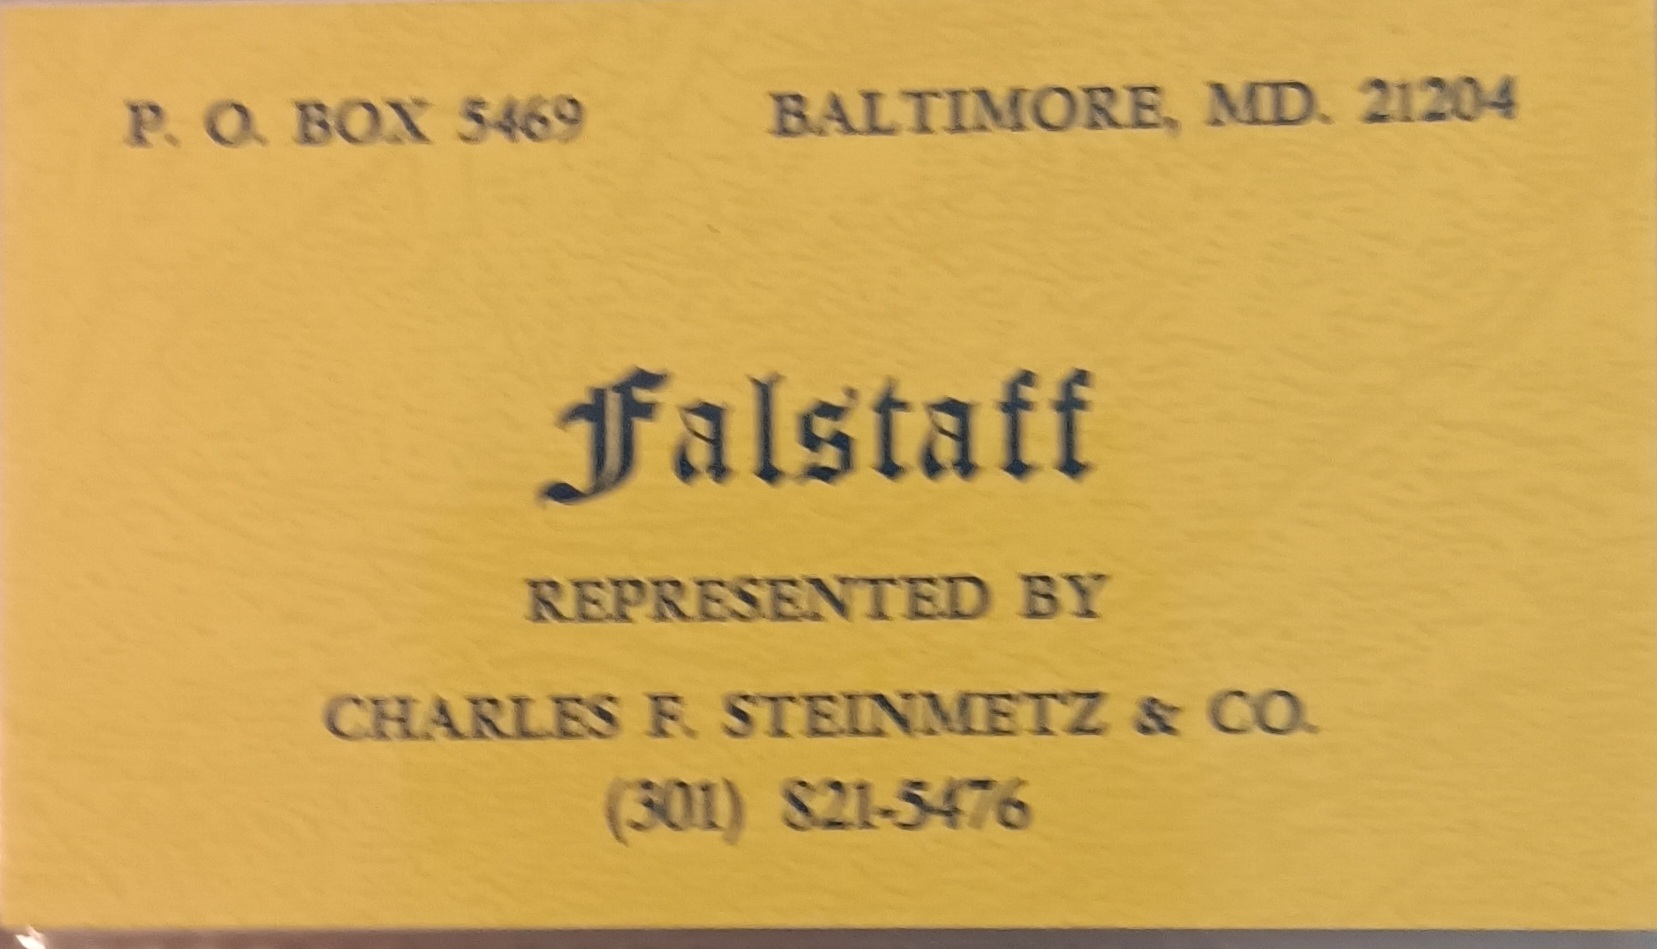 P. O. BOX 5469 BALTIMORE, MD. 21204
Falstaff
REPRESENTED BY
CHARLES F. STEINMETZ & CO.
(301) 821-5476